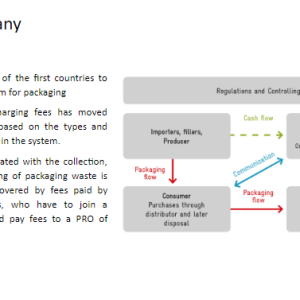 any
of the first countries to
m for packaging
arging fees has moved
based on the types and
in the system.
ated with the collection,
ng of packaging waste is
overed by fees paid by
, who have to join a
d pay fees to a PRO of
Regulations and Controlling
Importers, fillers,
Producer
Cash flow
Packaging
flow
Communication
Consumer
Purchases through
distributor and later
disposal
Packaging
flow